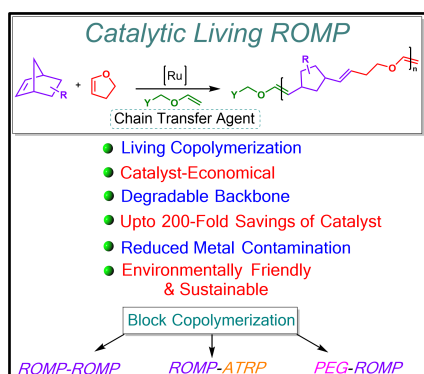 Catalytic Living ROMP
R
+
O
[Ru]
Y O
Chain Transfer Agent
Y O
R
O
n
Living Copolymerization
Catalyst-Economical
Degradable Backbone
Upto 200-Fold Savings of Catalyst
Reduced Metal Contamination
Environmentally Friendly
& Sustainable
Block Copolymerization
ROMP-ROMP ROMP-ATRP PEG-ROMP